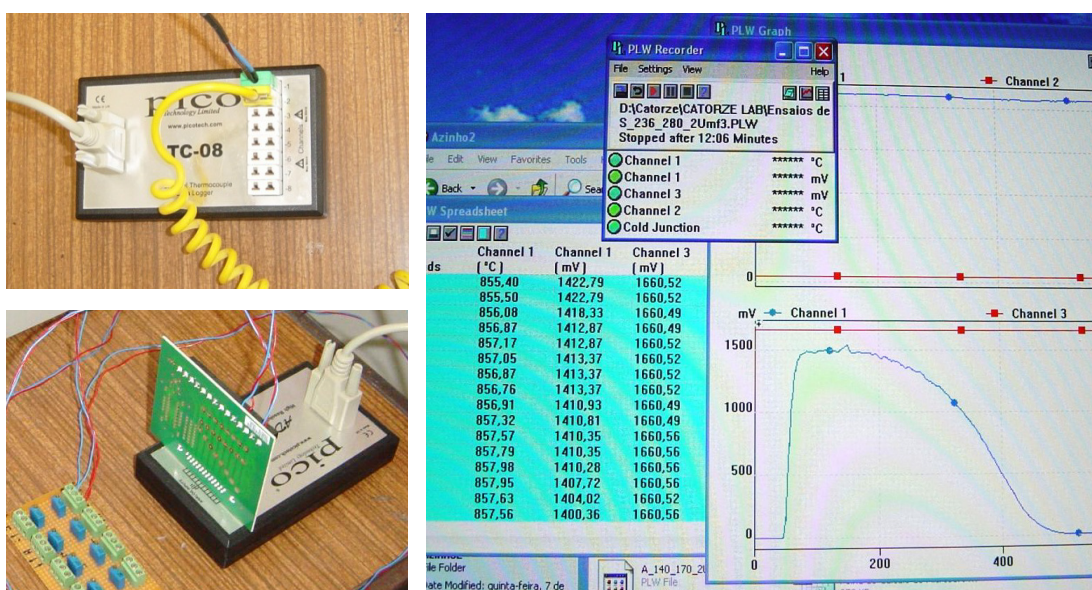 pico
Technology Limited
www.picotech.com
TC-08
Thermocouple
Logger
Channels
pico
Technology Limited
www.picotech.com
PLW Graph
PLW Recorder
File Settings View Help
D:\Catorze\CATORZE LAB\Ensaios de
S_236_280_2Umf3.PLW
Stopped after 12:06 Minutes
Channel 1 ****** °C
Channel 1 ****** mV
Channel 3 ****** mV
Channel 2 ****** °C
Cold Junction ****** °C
Azinho2
Edit View Favorites Tools
Back
Spreadsheet
Channel 1 Channel 1 Channel 3
(°C) (mV) (mV)
855,40 1422,79 1660,52
855,50 1422,79 1660,52
856,08 1418,33 1660,49
856,87 1412,87 1660,49
857,17 1412,87 1660,52
857,05 1413,37 1660,52
856,87 1413,37 1660,52
856,76 1413,37 1660,52
856,91 1410,93 1660,49
857,32 1410,81 1660,49
857,57 1410,35 1660,56
857,79 1410,35 1660,56
857,98 1410,28 1660,56
857,95 1407,72 1660,56
857,63 1404,02 1660,52
857,56 1400,36 1660,56
Folder
Date Modified: quinta-feira, 7 de
PLW File
1 Channel 2
0
mV Channel 1 Channel 3
1500
1000
500
0
0 200 400